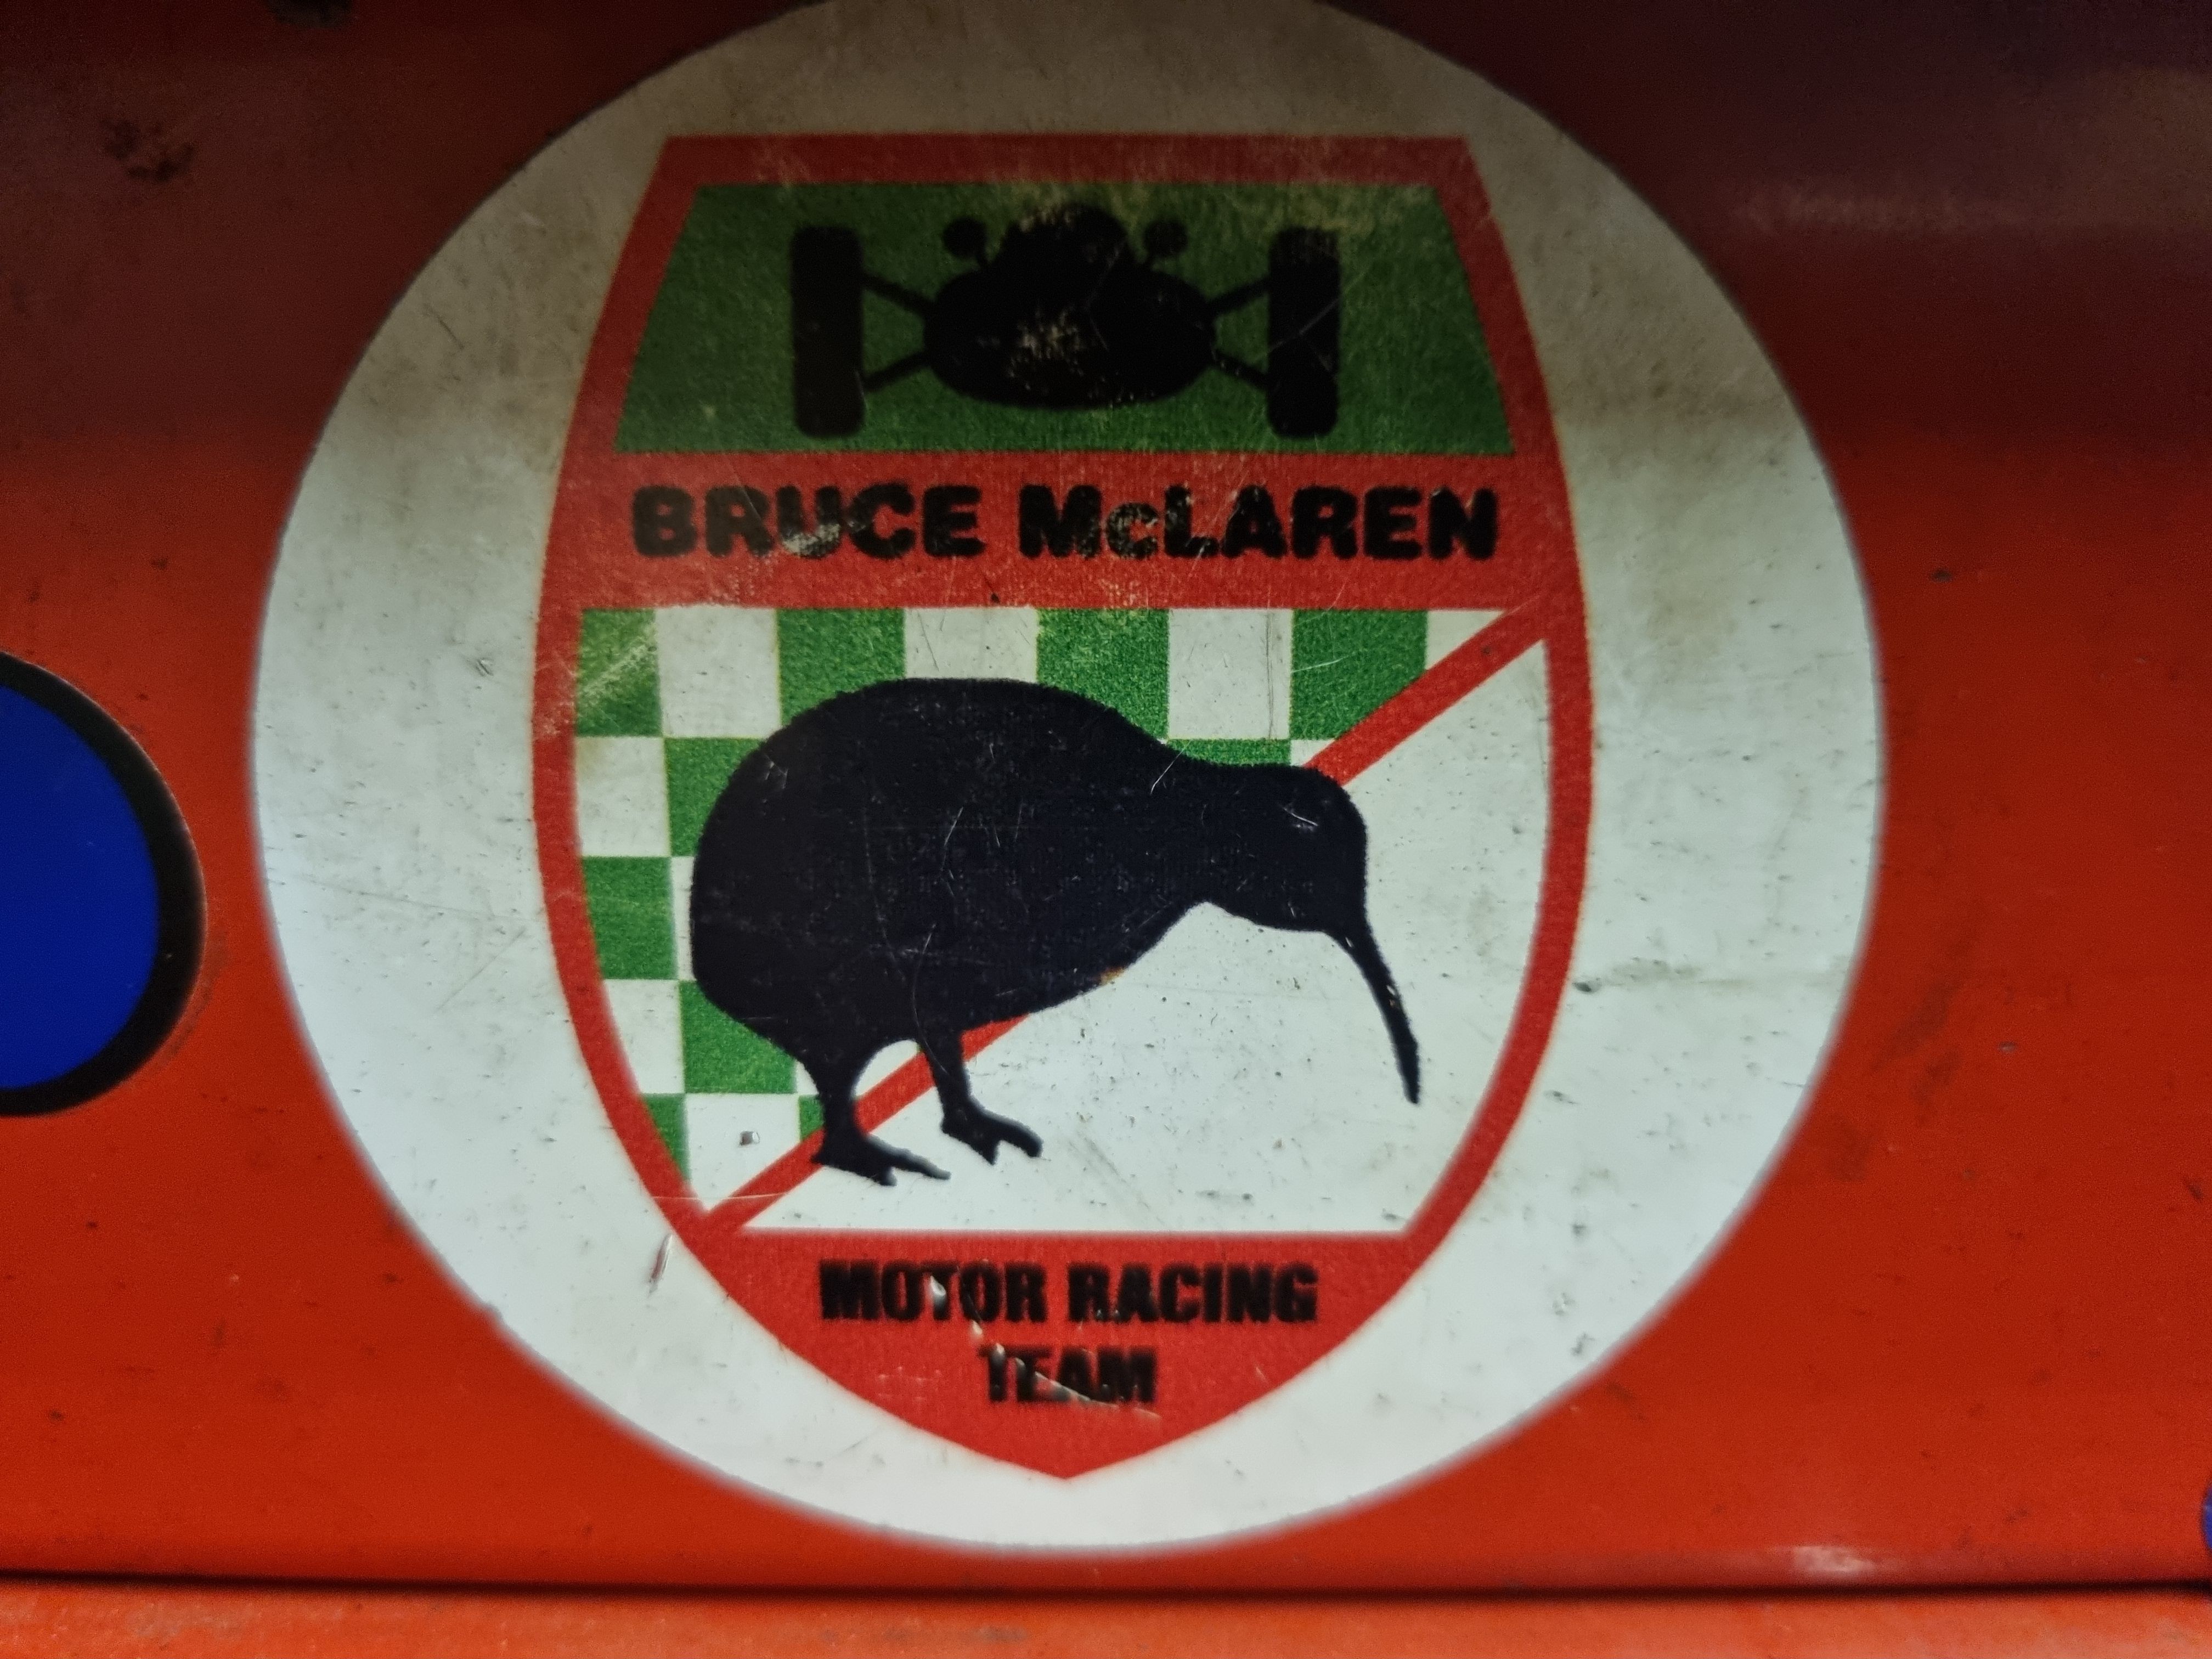 BRUCE McLAREN
MOTOR RACING
TEAM